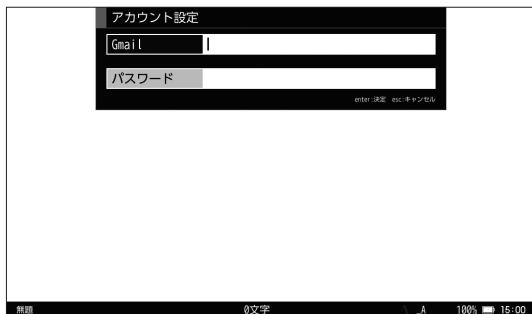 アカウント設定
Gmail
パスワード
enter:決定 esc:キャンセル
無題 0文字 _A 100% 15:00